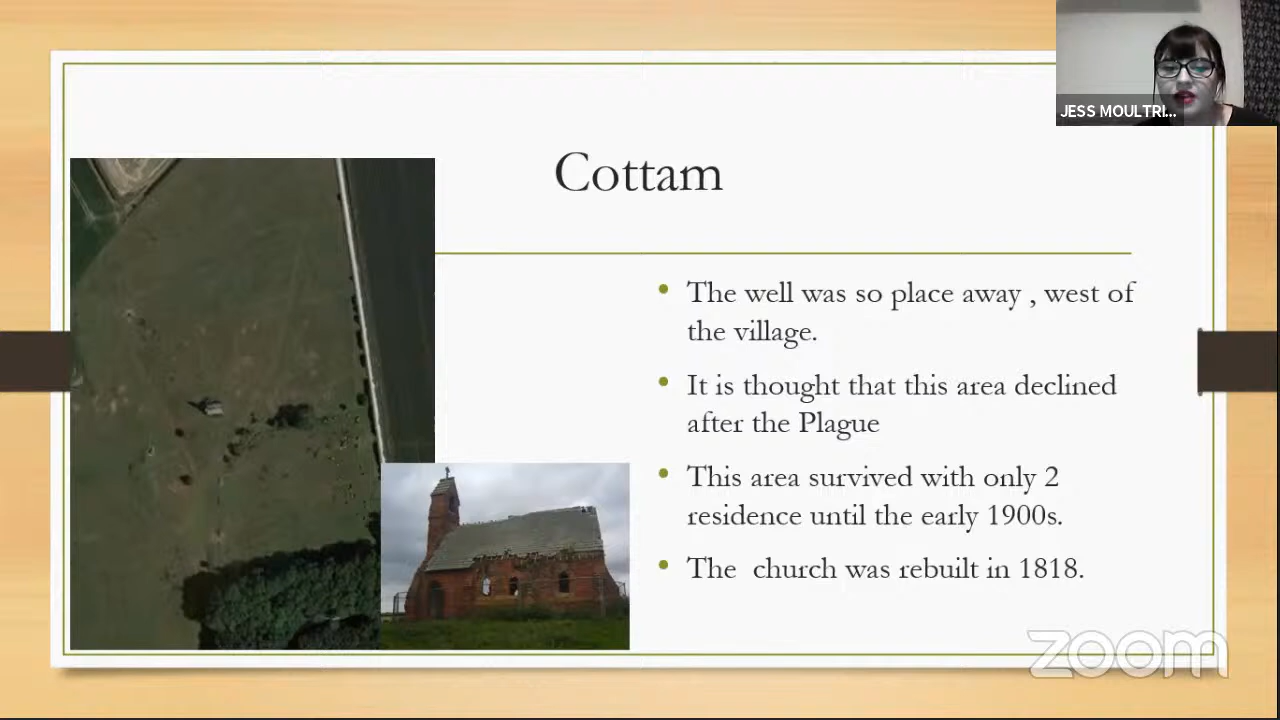 JESS MOULTRI...
Cottam
• The well was so place away , west of
the village.
• It is thought that this area declined
after the Plague
• This area survived with only 2
residence until the early 1900s.
• The  church was rebuilt in 1818.
zoom